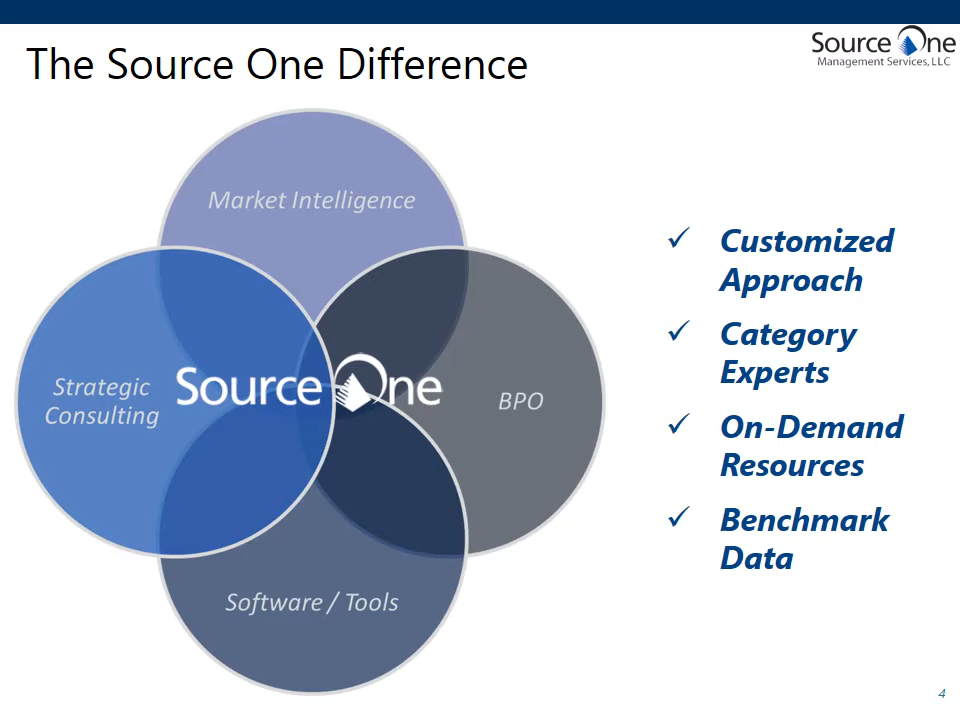 The Source One Difference
Source One
Management Services, LLC
Market Intelligence
Strategic
Consulting
Source One
BPO
Software / Tools
✓ Customized
Approach
✓ Category
Experts
✓ On-Demand
Resources
✓ Benchmark
Data
4